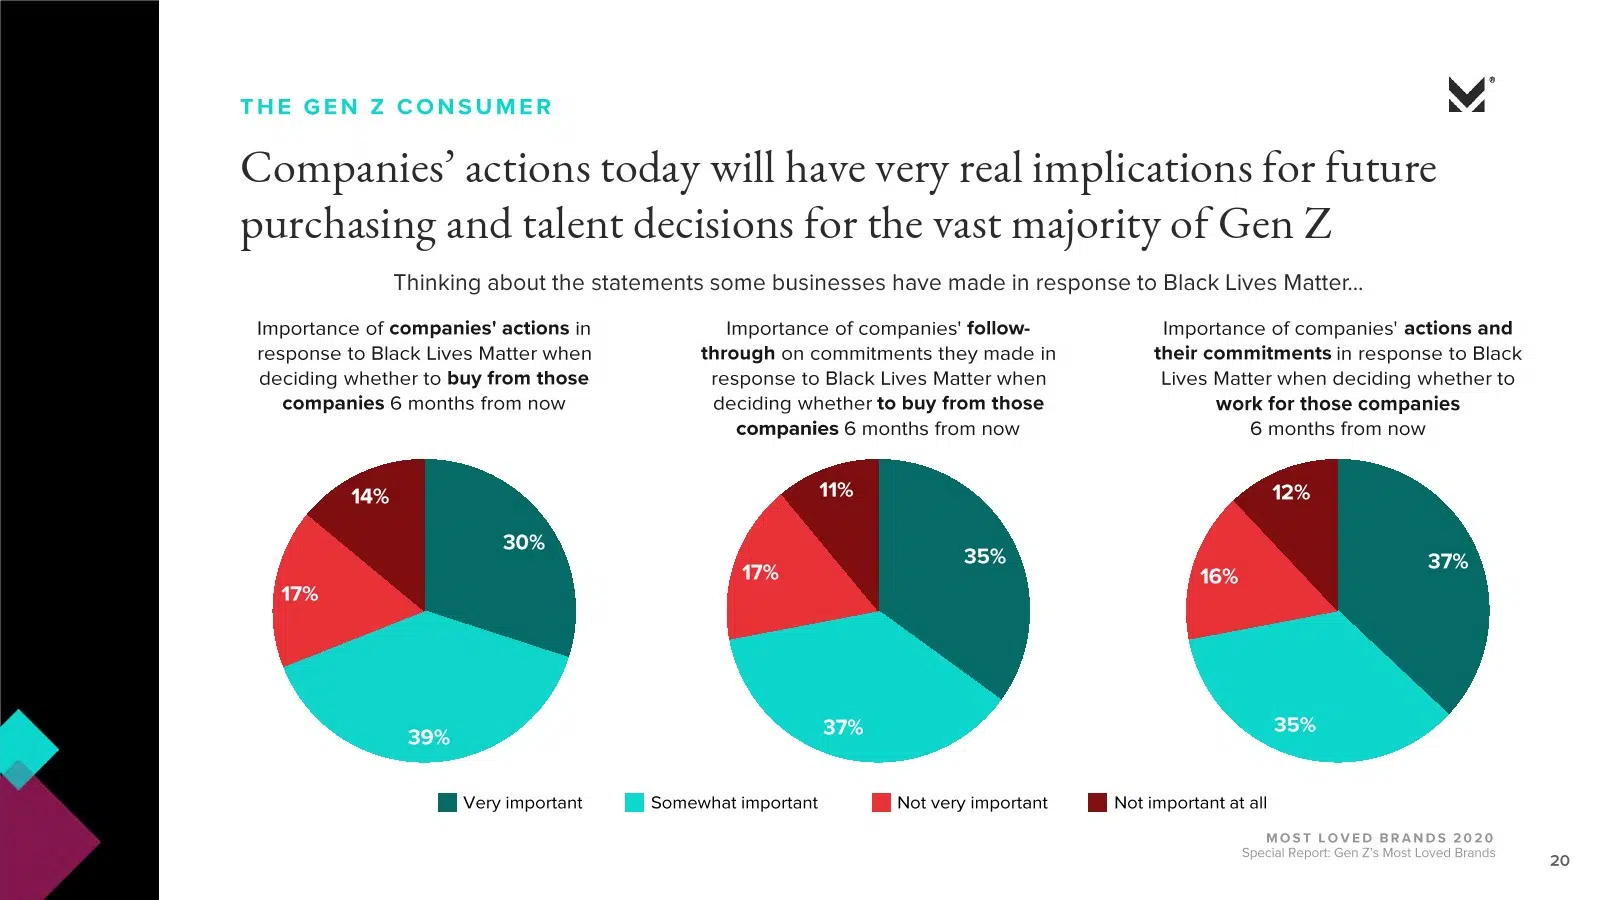 THE GEN Z CONSUMER
®
Companies’ actions today will have very real implications for future
purchasing and talent decisions for the vast majority of Gen Z
Thinking about the statements some businesses have made in response to Black Lives Matter...
Importance of companies' actions in
response to Black Lives Matter when
deciding whether to buy from those
companies 6 months from now
Importance of companies' follow-
through on commitments they made in
response to Black Lives Matter when
deciding whether to buy from those
companies 6 months from now
Importance of companies' actions and
their commitments in response to Black
Lives Matter when deciding whether to
work for those companies
6 months from now
14%
30%
17%
39%
11%
35%
17%
37%
12%
37%
16%
35%
Very important
Somewhat important
Not very important
Not important at all
MOST LOVED BRANDS 2020
Special Report: Gen Z's Most Loved Brands
20